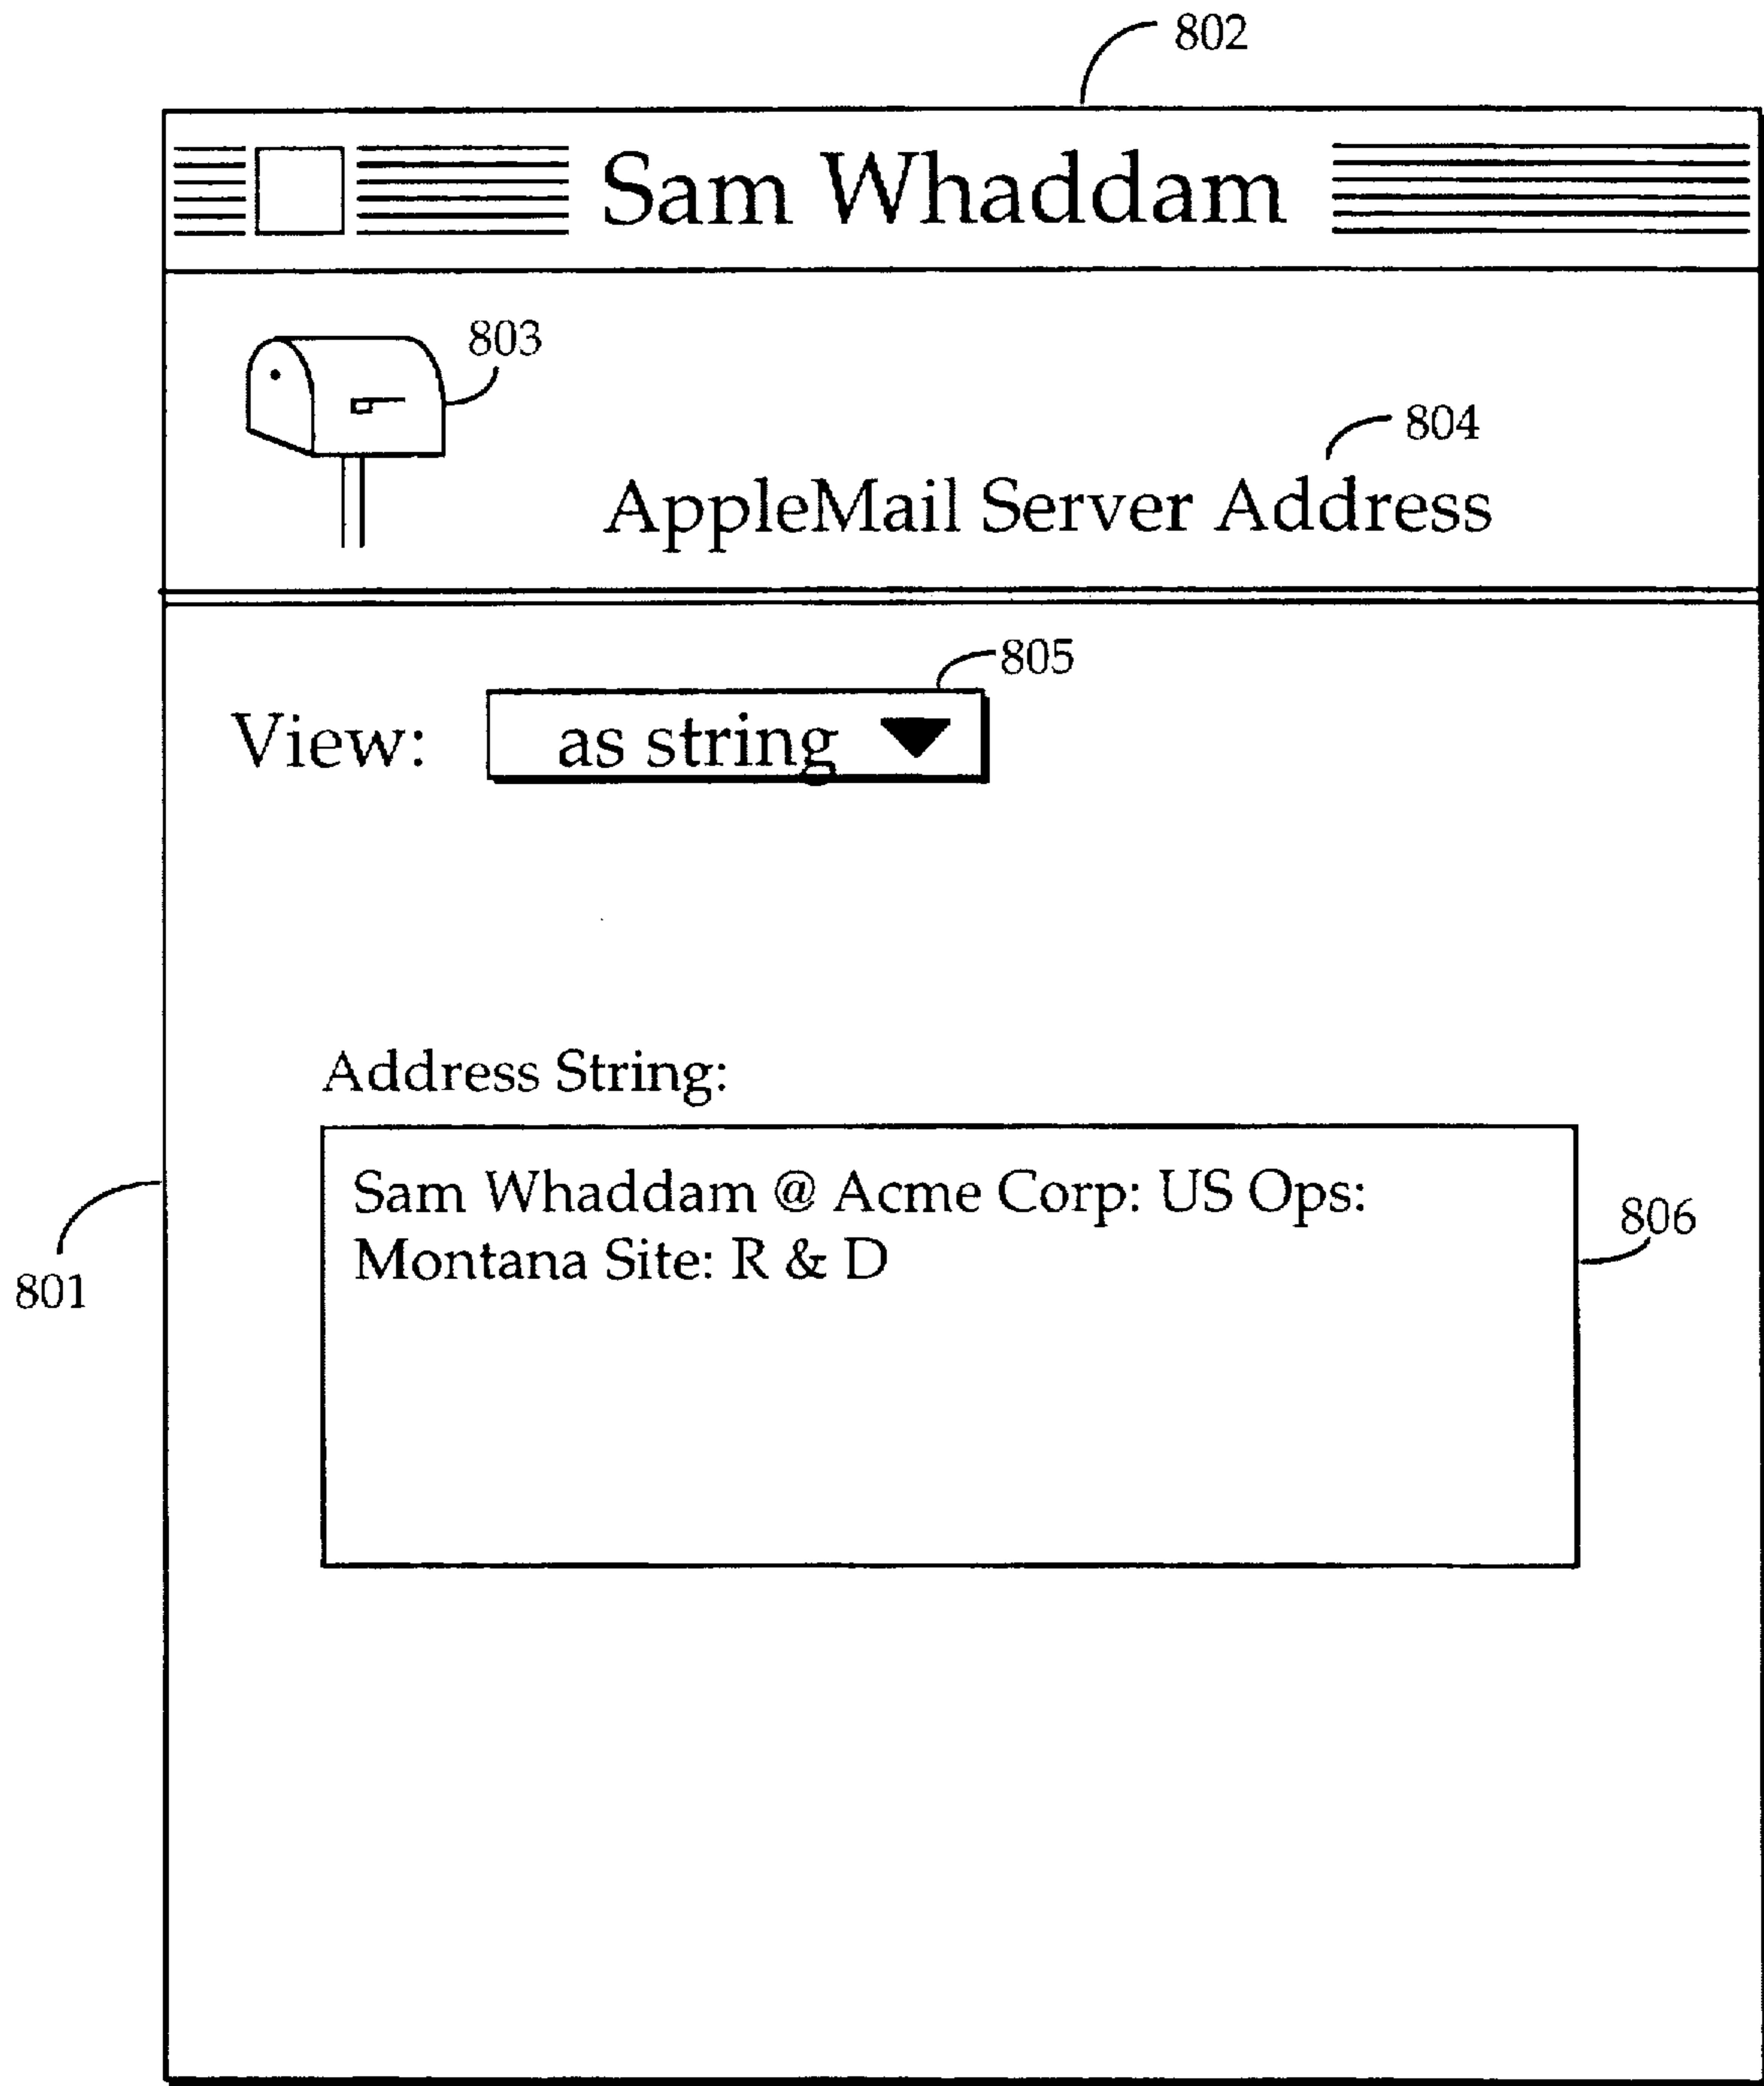 802
Sam Whaddam
803
804
AppleMail Server Address
805
View: as string
Address String:
Sam Whaddam @ Acme Corp: US Ops:
Montana Site: R & D
806
801